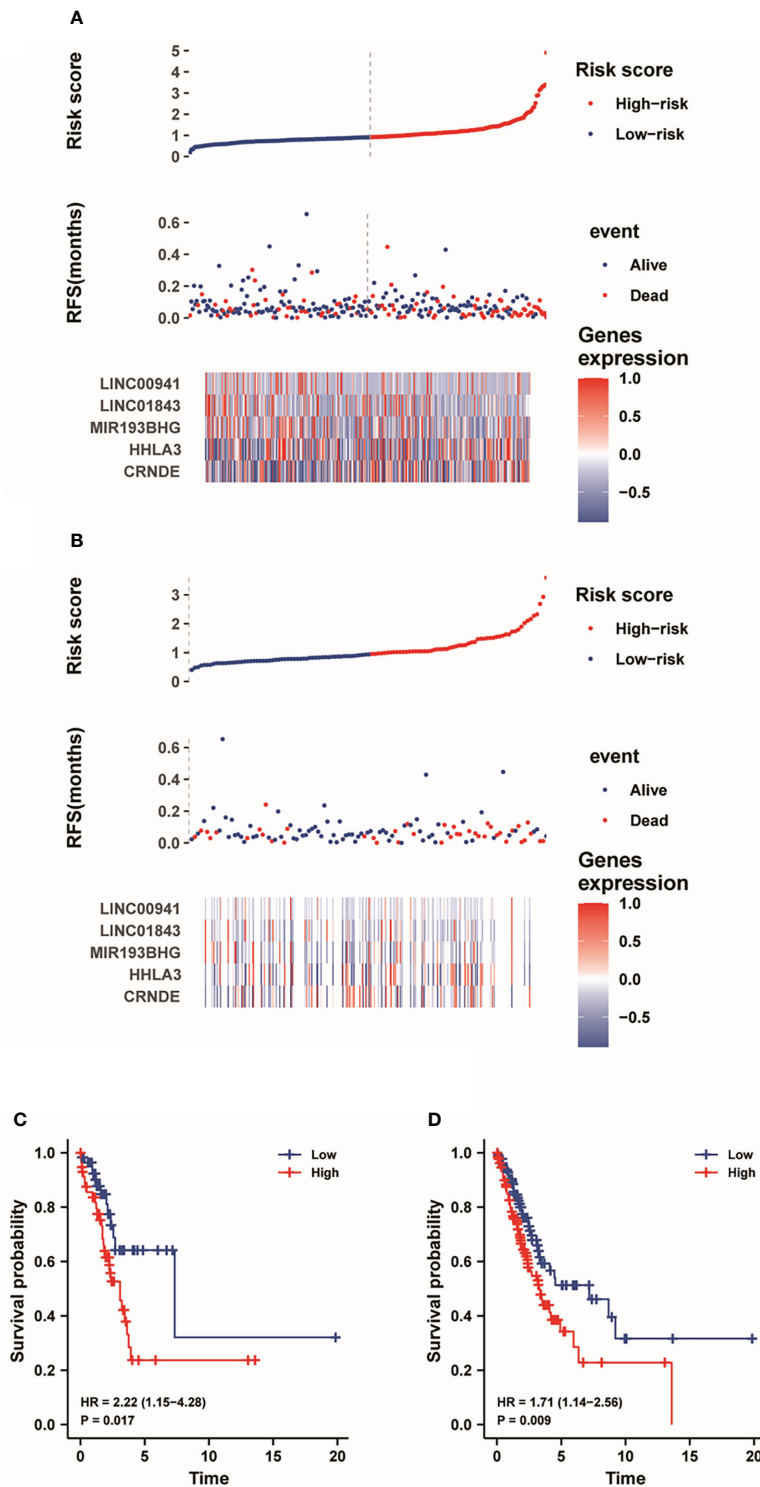 A
Risk score
5
4
3
2
1
0
Risk score
High−risk
Low−risk
RFS(months)
0.6
0.4
0.2
0.0
event
Alive
Dead
LINC00941
LINC01843
MIR193BHG
HHLA3
CRNDE
Genes
expression
1.0
0.5
0.0
−0.5
B
Risk score
3
2
1
0
Risk score
High−risk
Low−risk
RFS(months)
0.6
0.4
0.2
0.0
event
Alive
Dead
LINC00941
LINC01843
MIR193BHG
HHLA3
CRNDE
Genes
expression
1.0
0.5
0.0
−0.5
C
Survival probability
1.0
0.8
0.6
0.4
0.2
0.0
Low
High
HR = 2.22 (1.15−4.28)
P = 0.017
0 5 10 15 20
Time
D
Survival probability
1.0
0.8
0.6
0.4
0.2
0.0
Low
High
HR = 1.71 (1.14−2.56)
P = 0.009
0 5 10 15 20
Time